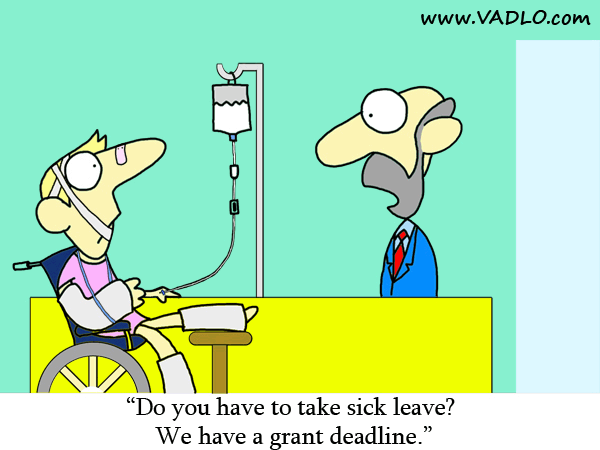 www.VADLO.com
“Do you have to take sick leave?
We have a grant deadline.”